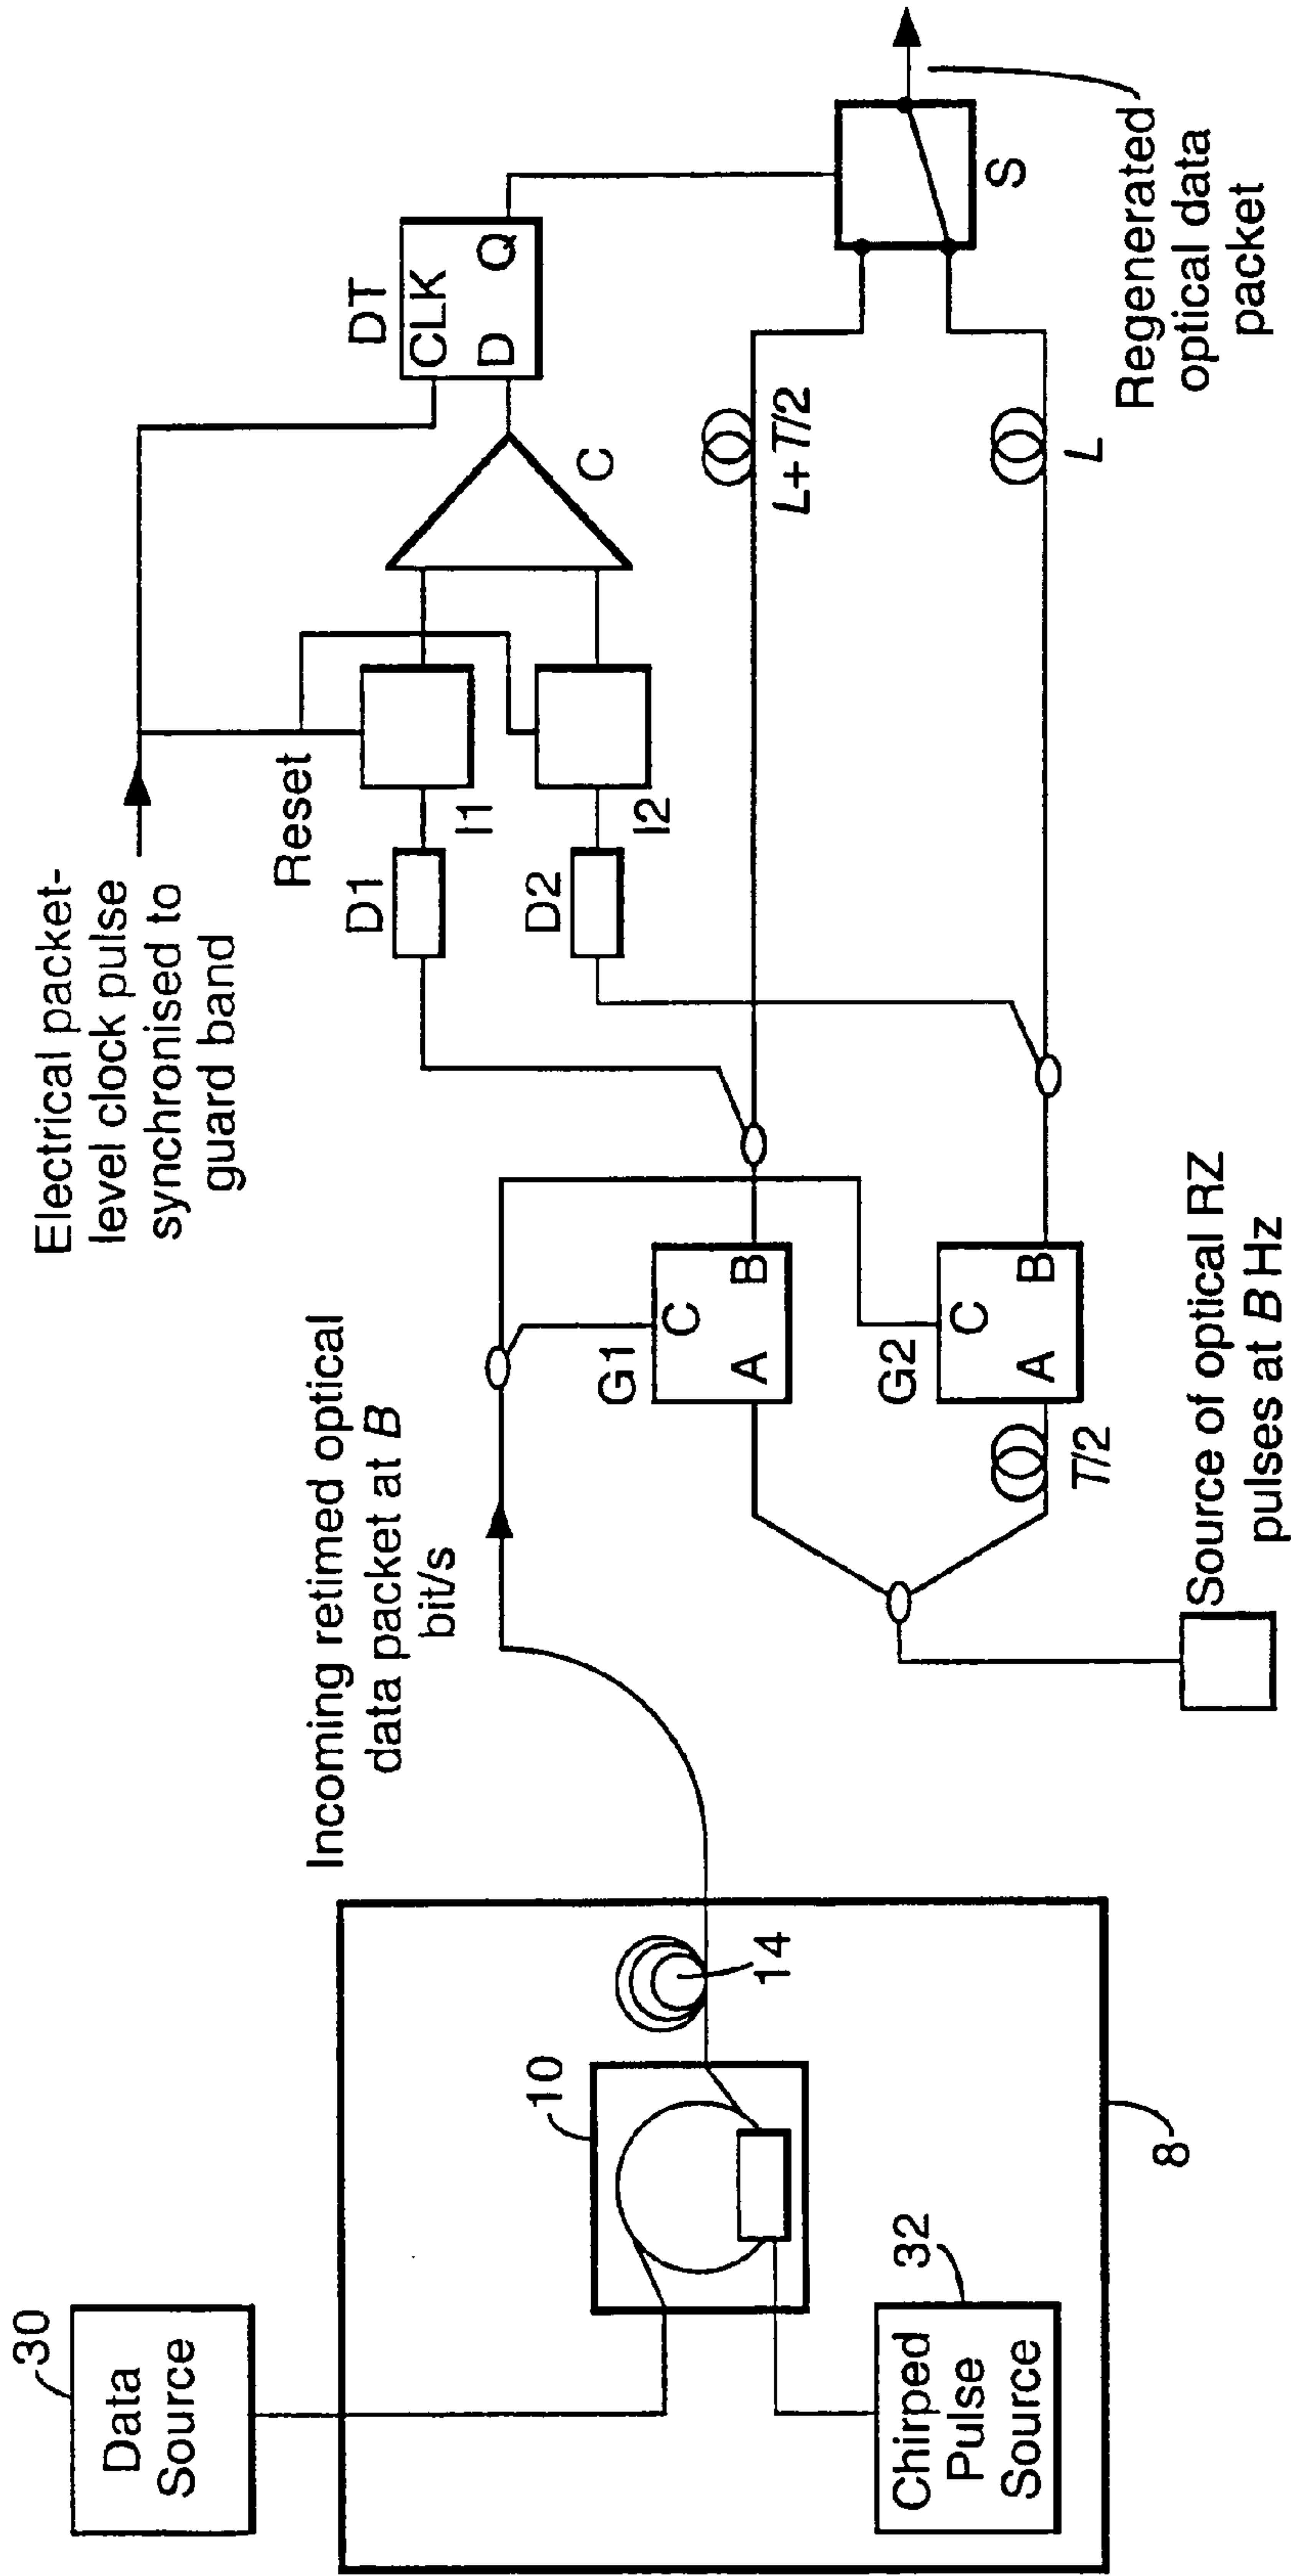 30
Data
Source
Chirped
Pulse
Source
32
10
14
8
Incoming retimed optical
data packet at B
bit/s
Electrical packet-
level clock pulse
synchronised to
guard band
Reset
D1
I1
D2
I2
C
DT
CLK
D
Q
G1
C
A
B
G2
C
A
B
T/2
L+T/2
L
S
Source of optical RZ
pulses at B Hz
Regenerated
optical data
packet